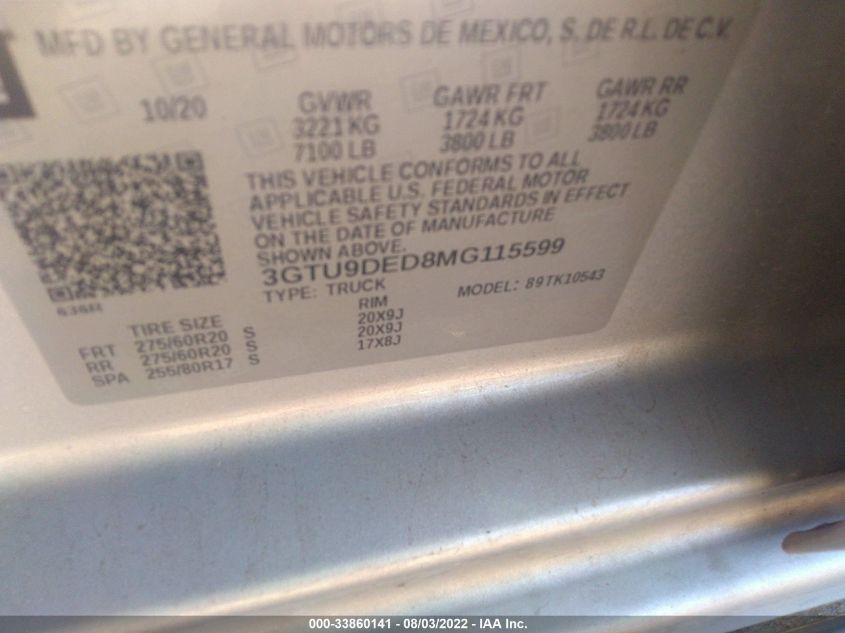 MFD BY GENERAL MOTORS DE MEXICO, S. DE R.L. DE C.V.
10/20 GVWR GAWR FRT GAWR RR
3221 KG 1724 KG 1724 KG
7100 LB 3800 LB 3800 LB
THIS VEHICLE CONFORMS TO ALL
APPLICABLE U.S. FEDERAL MOTOR
VEHICLE SAFETY STANDARDS IN EFFECT
ON THE DATE OF MANUFACTURE
SHOWN ABOVE.
3GTU9DED8MG115599
TYPE: TRUCK MODEL: 89TK10543
TIRE SIZE RIM
FRT 275/60R20 S 20X9J
RR 275/60R20 S 20X9J
SPA 255/80R17 S 17X8J
000-33860141 - 08/03/2022 - IAA Inc.